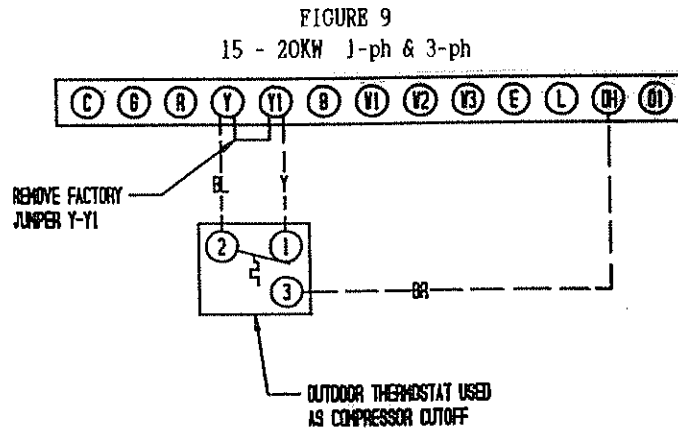 FIGURE 9
15 - 20KW 1-ph & 3-ph
C G R Y Y1 B W1 W2 W3 E L OH O1
REMOVE FACTORY
JUMPER Y-Y1
BL Y
2 1
3
BR
OUTDOOR THERMOSTAT USED
AS COMPRESSOR CUTOFF